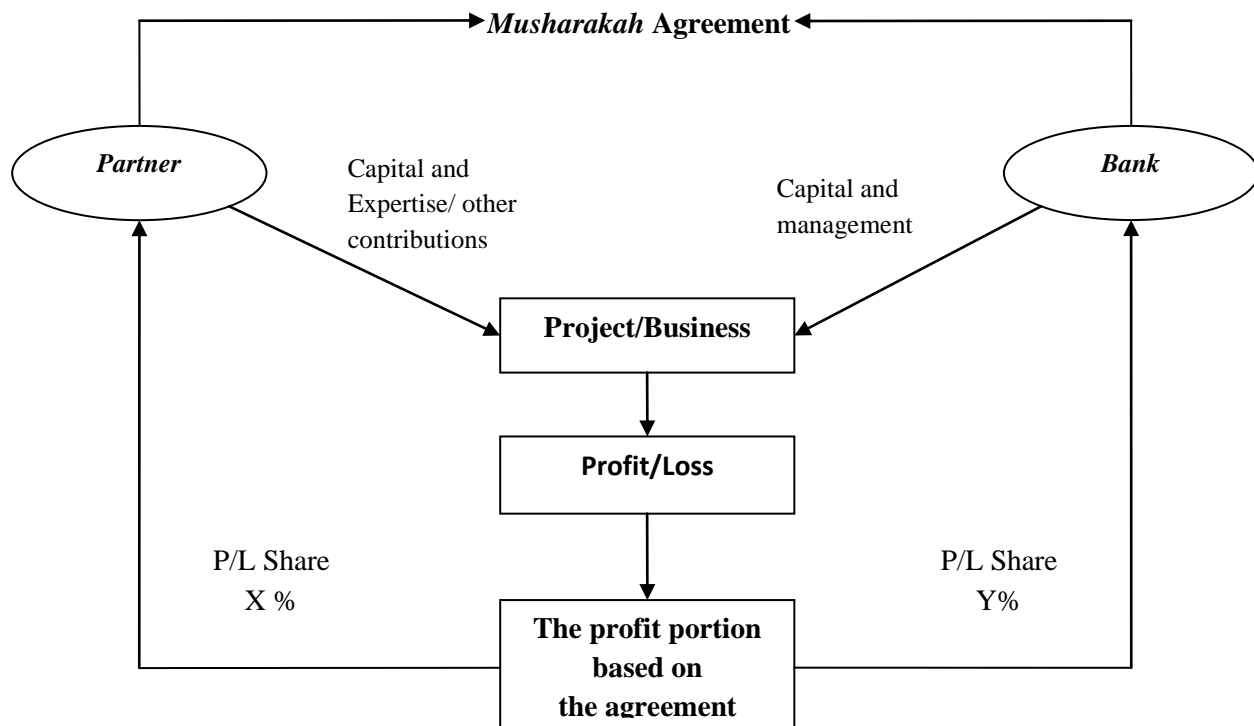 Musharakah Agreement
Partner
Bank
Capital and
Expertise/ other
contributions
Capital and
management
Project/Business
Profit/Loss
P/L Share
X %
P/L Share
Y%
The profit portion
based on
the agreement